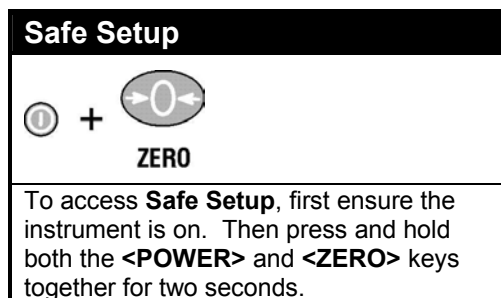 Safe Setup
+ →0←
ZERO
To access Safe Setup, first ensure the
instrument is on.  Then press and hold
both the <POWER> and <ZERO> keys
together for two seconds.